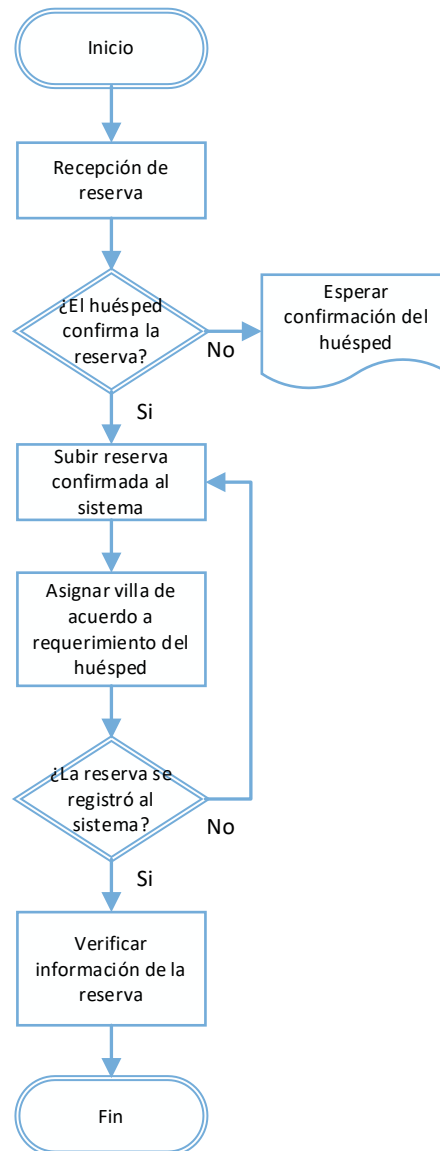 Inicio
Recepción de
reserva
¿El huésped
confirma la
reserva?
No
Esperar
confirmación del
huésped
Si
Subir reserva
confirmada al
sistema
Asignar villa de
acuerdo a
requerimiento del
huésped
¿La reserva se
registró al
sistema?
No
Si
Verificar
información de la
reserva
Fin